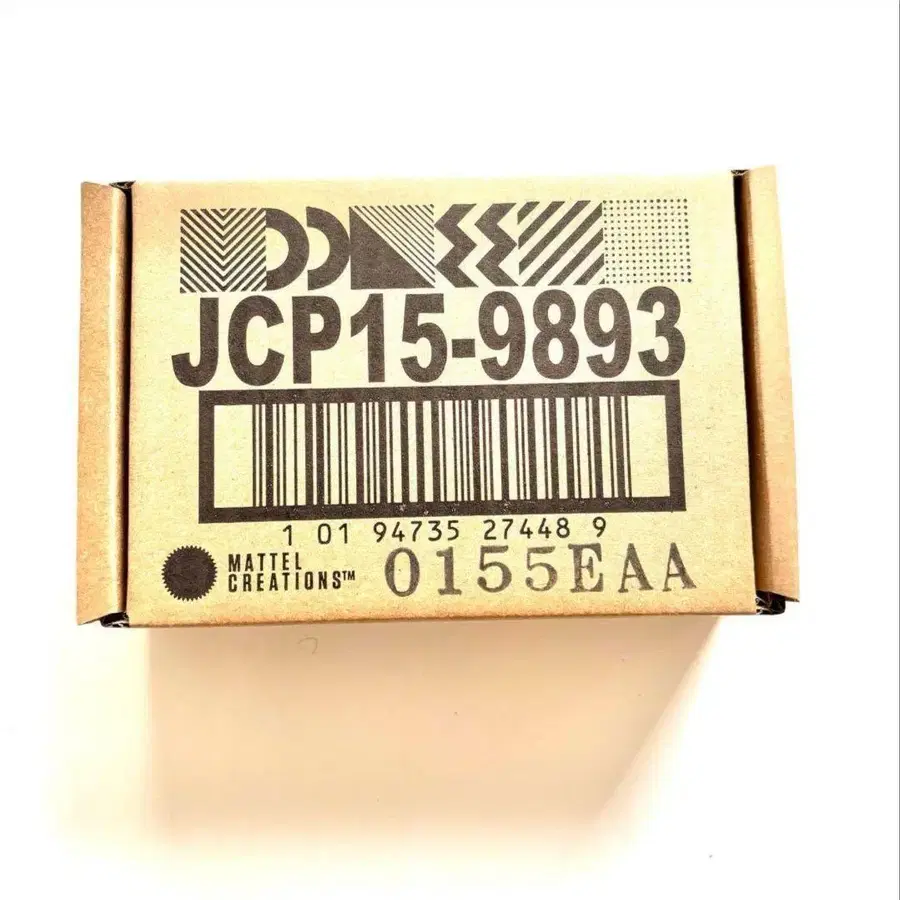 JCP15-9893
1 01 94735 27448 9
MATTEL
CREATIONS™
0155EAA